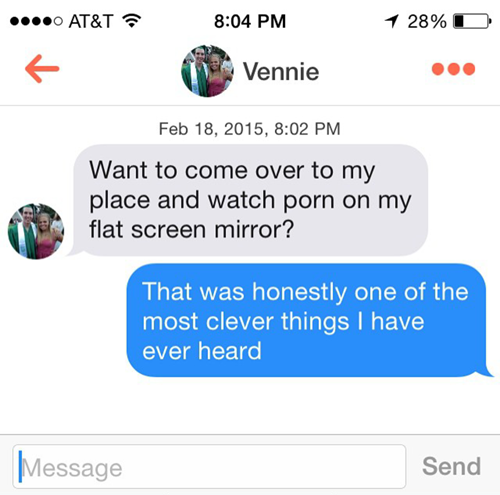 AT&T 8:04 PM 28%
Vennie
Feb 18, 2015, 8:02 PM
Want to come over to my
place and watch porn on my
flat screen mirror?
That was honestly one of the
most clever things I have
ever heard
Message Send